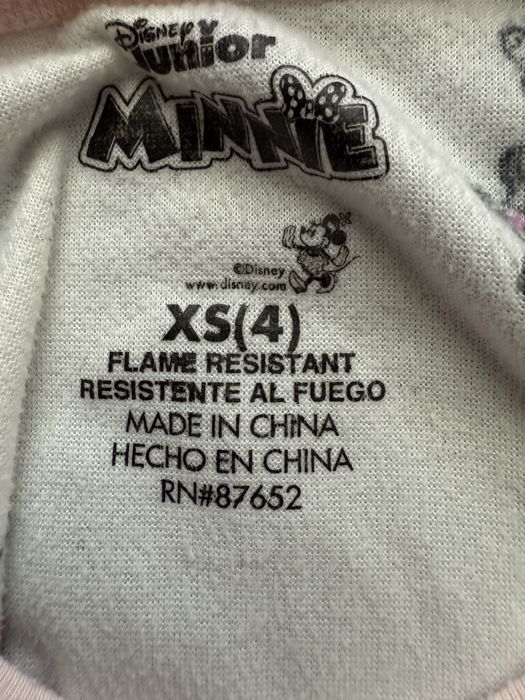 DISNEY
JUNIOR
MINNIE
©Disney
www.disney.com
XS(4)
FLAME RESISTANT
RESISTENTE AL FUEGO
MADE IN CHINA
HECHO EN CHINA
RN#87652